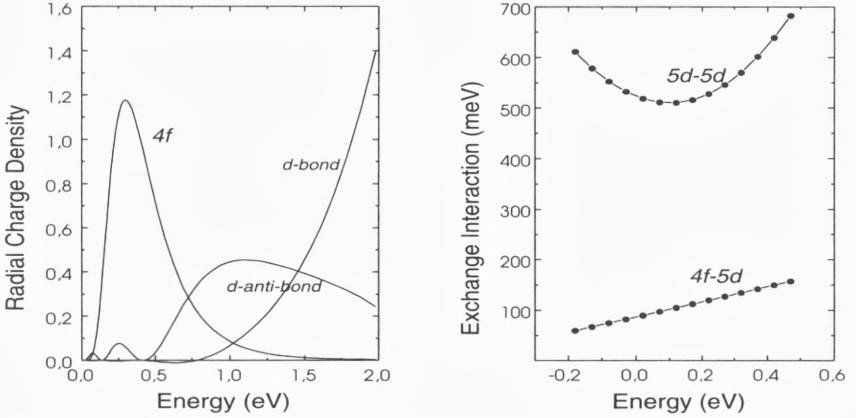 1,6
1,4
1,2
1,0
0,8
0,6
0,4
0,2
0,0
Radial Charge Density
4f
d-bond
d-anti-bond
0,0 0,5 1,0 1,5 2,0
Energy (eV)
700
600
500
400
300
200
100
Exchange Interaction (meV)
5d-5d
4f-5d
-0,2 0,0 0,2 0,4 0,6
Energy (eV)